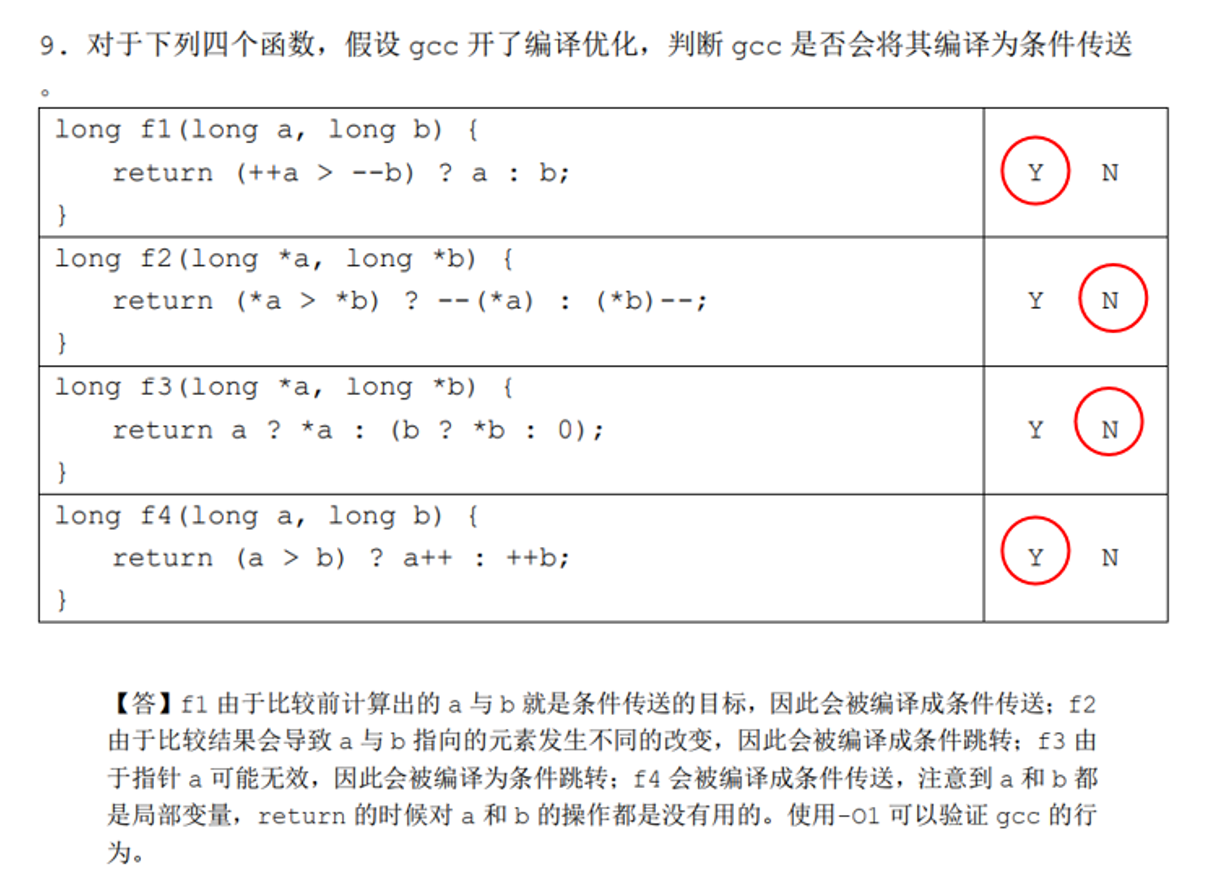 9. 对于下列四个函数，假设 gcc 开了编译优化，判断 gcc 是否会将其编译为条件传送
。
long f1(long a, long b) {
return (++a > --b) ? a : b;
}
Y N
long f2(long *a, long *b) {
return (*a > *b) ? --(*a) : (*b)--;
}
Y N
long f3(long *a, long *b) {
return a ? *a : (b ? *b : 0);
}
Y N
long f4(long a, long b) {
return (a > b) ? a++ : ++b;
}
Y N
【答】f1 由于比较前计算出的 a 与 b 就是条件传送的目标，因此会被编译成条件传送；f2
由于比较结果会导致 a 与 b 指向的元素发生不同的改变，因此会被编译成条件跳转；f3 由
于指针 a 可能无效，因此会被编译为条件跳转；f4 会被编译成条件传送，注意到 a 和 b 都
是局部变量，return 的时候对 a 和 b 的操作都是没有用的。使用-O1 可以验证 gcc 的行
为。